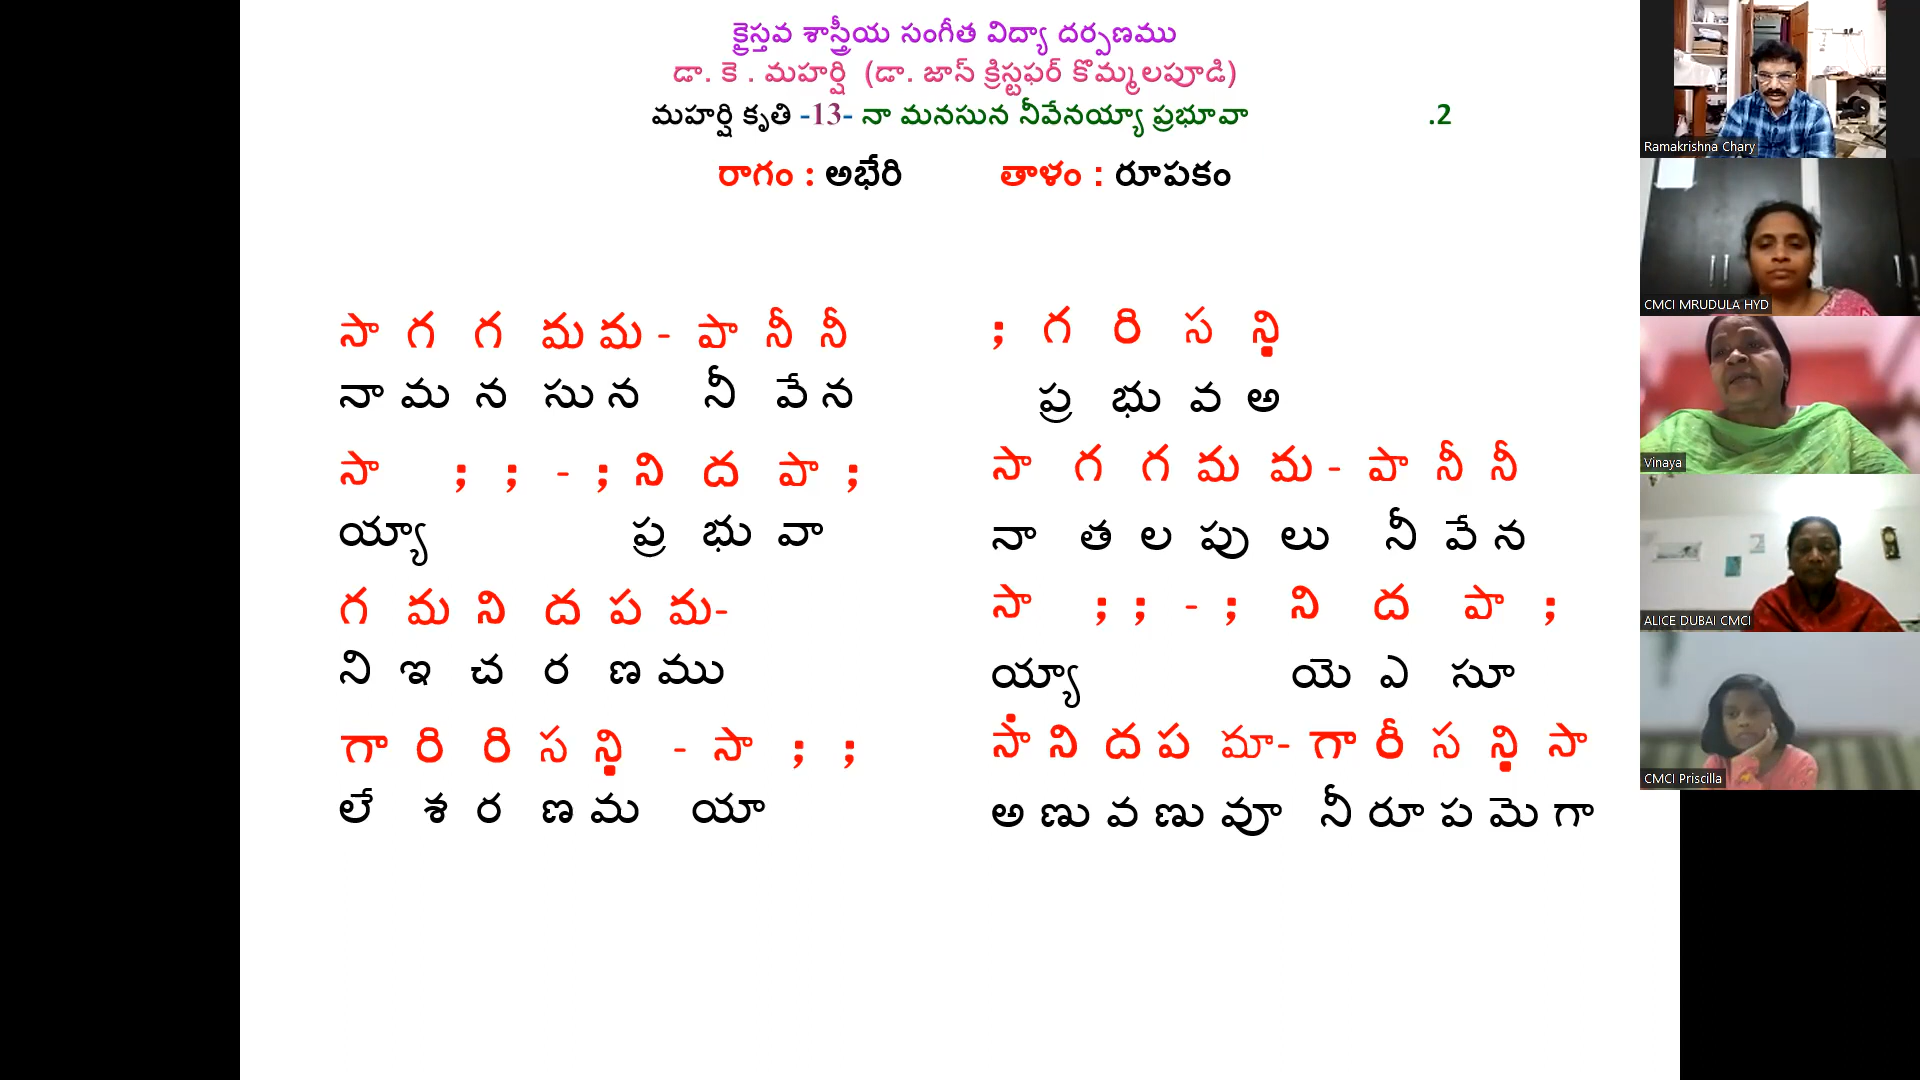 క్రైస్తవ శాస్త్రీయ సంగీత విద్యా దర్పణము
డా. కె . మహర్షి (డా. జాస్ క్రిస్టఫర్ కొమ్మలపూడి)
మహర్షి కృతి -13- నా మనసున నీవేనయ్యా ప్రభూవా .2
రాగం : అభేరి తాళం : రూపకం
సా గ గ మ మ - పా నీ నీ
నా మ న సు న నీ వే న
సా ; ; - ; ని ద పా ;
య్యా ప్ర భు వా
గ మ ని ద ప మ-
ని ఇ చ ర ణ ము
గా రి రి స ని़ - సా ; ;
లే శ ర ణ మ యా
; గ రి స ని़
ప్ర భు వ అ
సా గ గ మ మ - పా నీ నీ
నా త ల పు లు నీ వే న
సా ; ; - ; ని ద పా ;
య్యా యె ఎ సూ
సా̇ ని ద ప మా- గా రీ స ని़ సా
అ ణు వ ణు వూ నీ రూ ప మె గా
Ramakrishna Chary
CMCI MRUDULA HYD
Vinaya
ALICE DUBAI CMCI
CMCI Priscilla